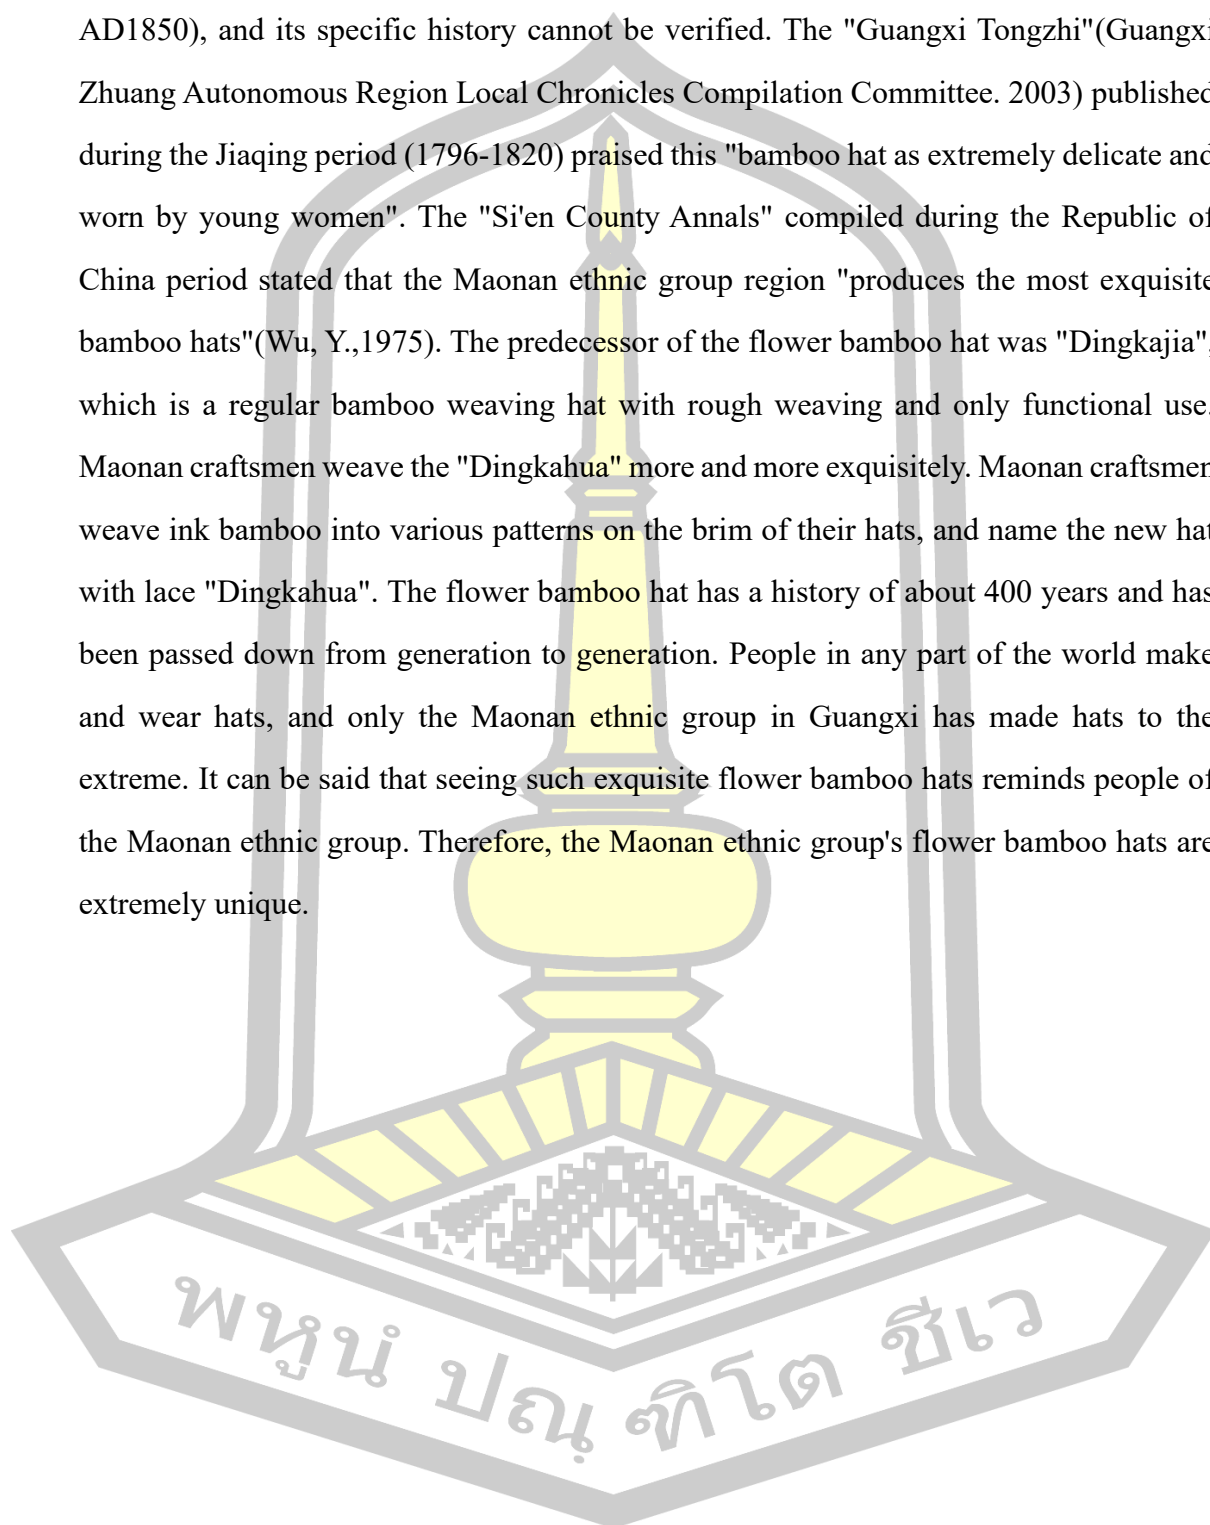 AD1850), and its specific history cannot be verified. The "Guangxi Tongzhi"(Guangxi
Zhuang Autonomous Region Local Chronicles Compilation Committee. 2003) published
during the Jiaqing period (1796-1820) praised this "bamboo hat as extremely delicate and
worn by young women". The "Si'en County Annals" compiled during the Republic of
China period stated that the Maonan ethnic group region "produces the most exquisite
bamboo hats"(Wu, Y.,1975). The predecessor of the flower bamboo hat was "Dingkajia",
which is a regular bamboo weaving hat with rough weaving and only functional use.
Maonan craftsmen weave the "Dingkahua" more and more exquisitely. Maonan craftsmen
weave ink bamboo into various patterns on the brim of their hats, and name the new hat
with lace "Dingkahua". The flower bamboo hat has a history of about 400 years and has
been passed down from generation to generation. People in any part of the world make
and wear hats, and only the Maonan ethnic group in Guangxi has made hats to the
extreme. It can be said that seeing such exquisite flower bamboo hats reminds people of
the Maonan ethnic group. Therefore, the Maonan ethnic group's flower bamboo hats are
extremely unique.
พหูนํ ปณฺฑิโต ชีเว